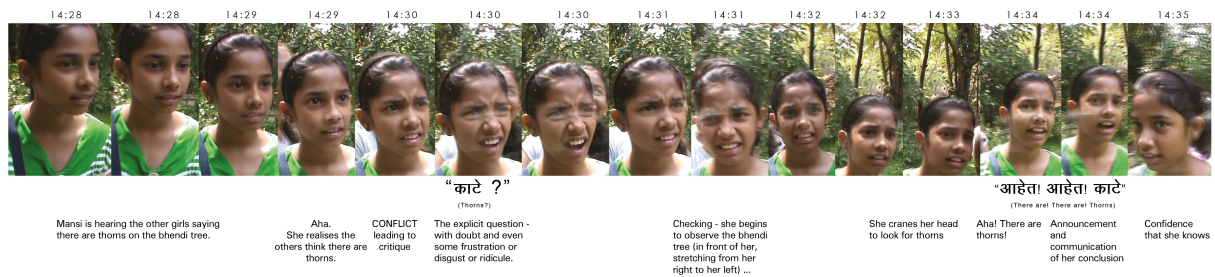 14:28 14:28 14:29 14:29 14:30 14:30 14:30 14:31 14:31 14:32 14:32 14:33 14:34 14:34 14:35
“काटे ?”
(Thorns?)
"आहेत! आहेत! काटे"
(There are! There are! Thorns)
Mansi is hearing the other girls saying
there are thorns on the bhendi tree.
Aha.
She realises the
others think there are
thorns.
CONFLICT
leading to
critique
The explicit question -
with doubt and even
some frustration or
disgust or ridicule.
Checking - she begins
to observe the bhendi
tree (in front of her,
stretching from her
right to her left) ...
She cranes her head
to look for thorns
Aha! There are
thorns!
Announcement
and
communication
of her conclusion
Confidence
that she knows